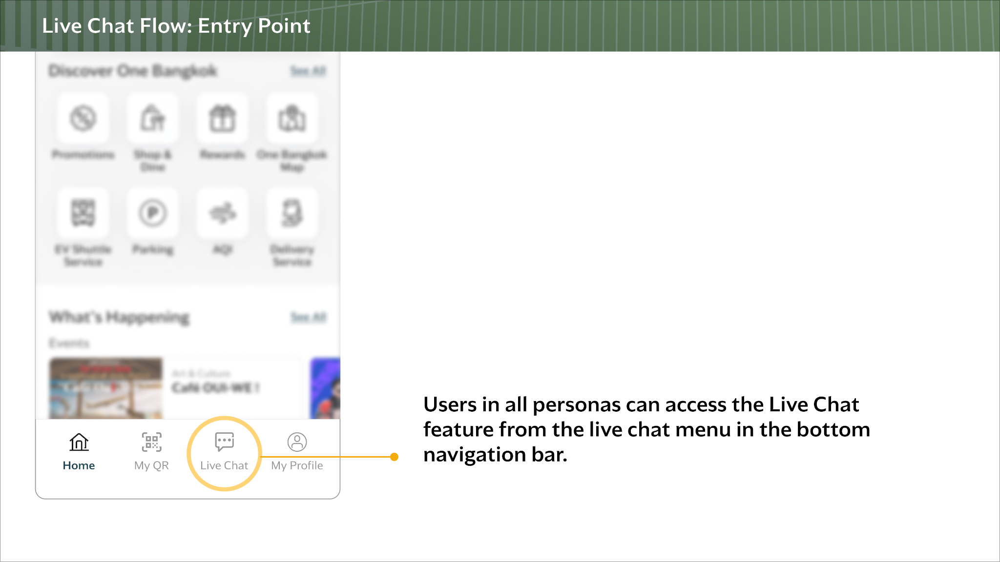 Live Chat Flow: Entry Point
Discover One Bangkok
See All
Promotions
Shop &
Dine
Rewards
One Bangkok
Map
EV Shuttle
Service
Parking
AQI
Delivery
Service
What's Happening
See All
Events
Art & Culture
Café OUI-WE !
Users in all personas can access the Live Chat
feature from the live chat menu in the bottom
navigation bar.
Home
My QR
Live Chat
My Profile